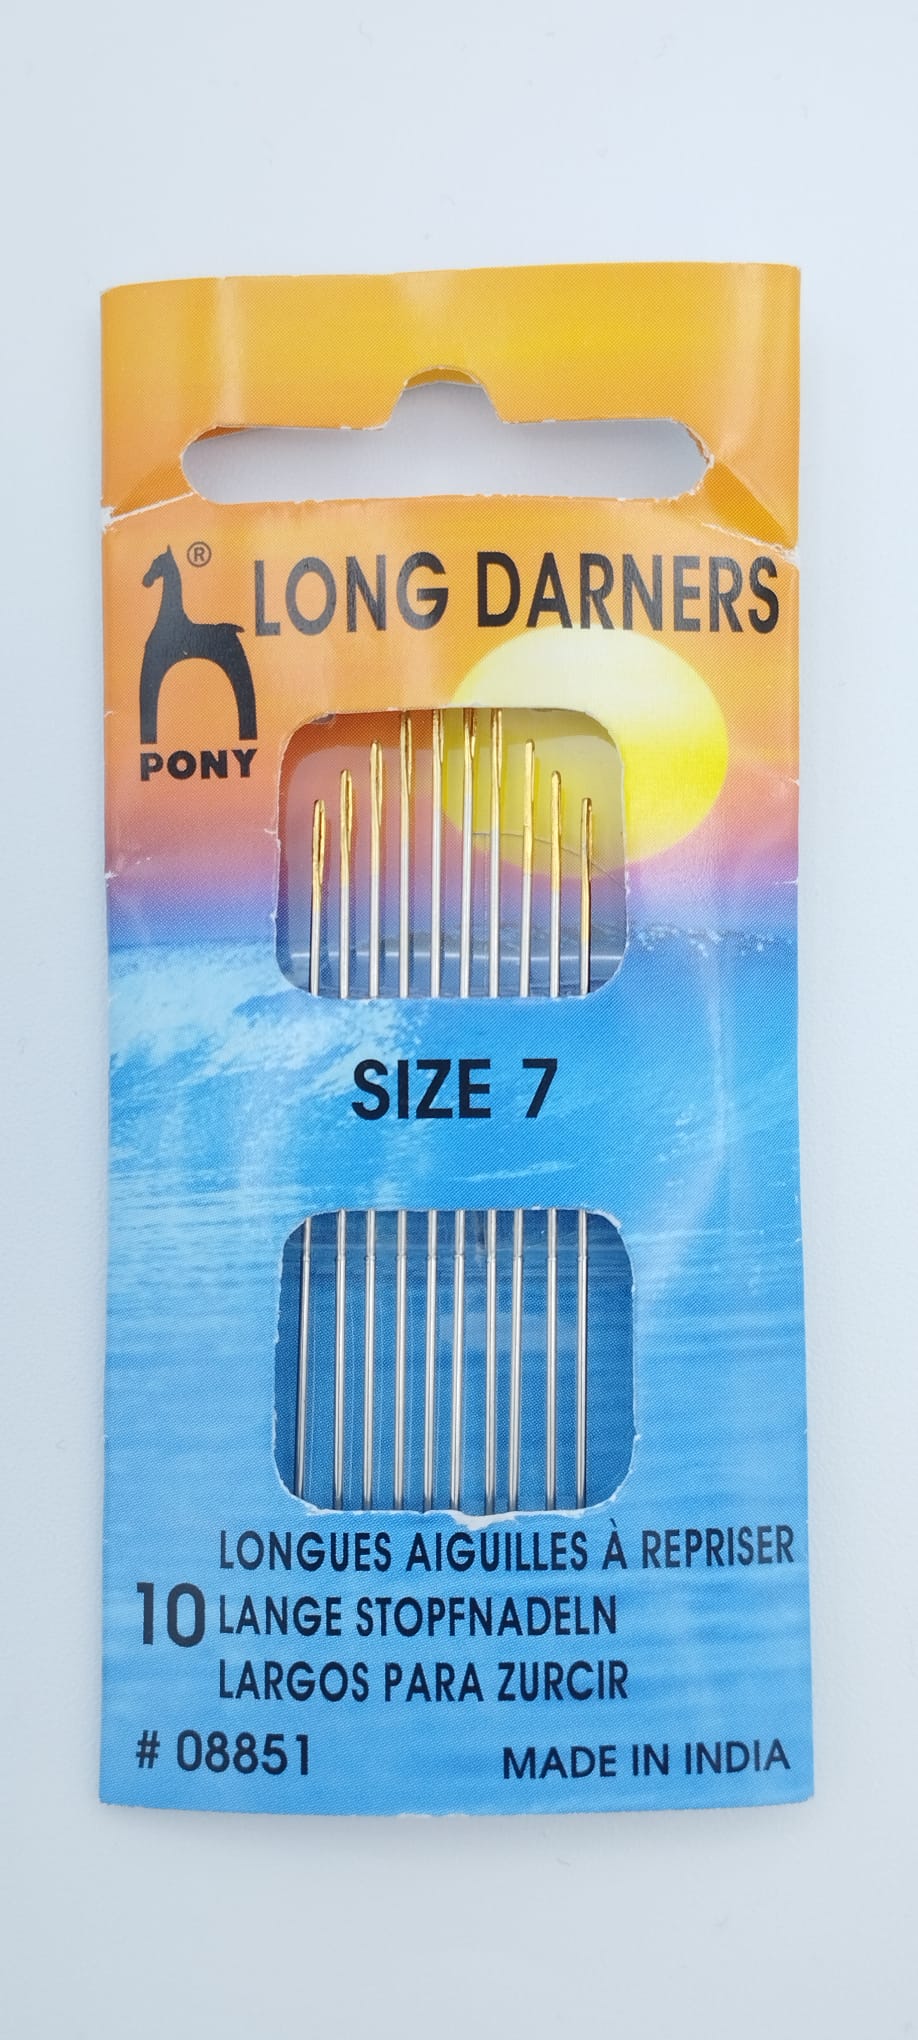 ® LONG DARNERS
PONY
SIZE 7
LONGUES AIGUILLES À REPRISER
10 LANGE STOPFNADELN
LARGOS PARA ZURCIR
# 08851 MADE IN INDIA